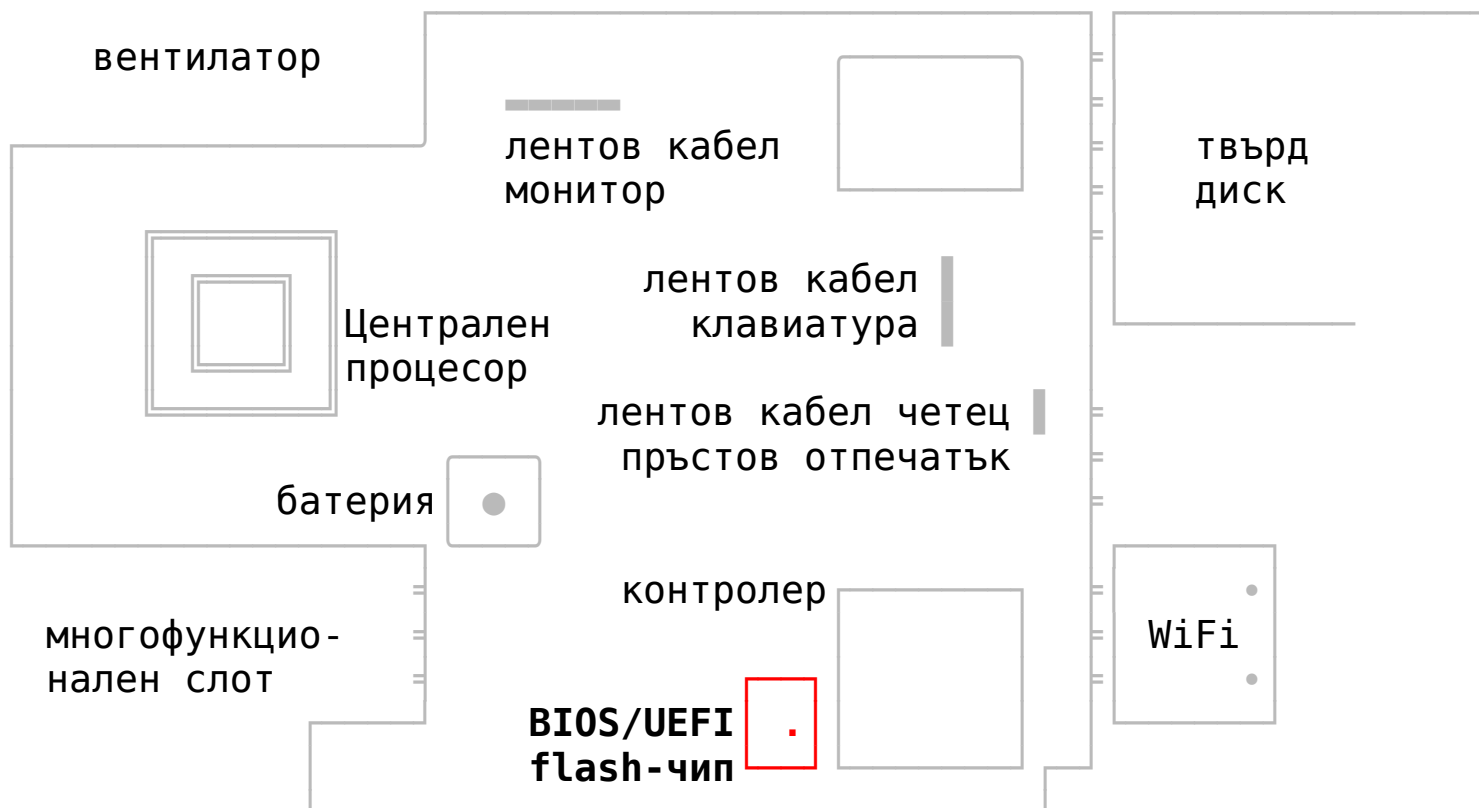 вентилатор
лентов кабел
монитор
твърд
диск
лентов кабел
клавиатура
Централен
процесор
лентов кабел четец
пръстов отпечатък
батерия
контролер
многофункцио-
нален слот
WiFi
BIOS/UEFI
flash-чип